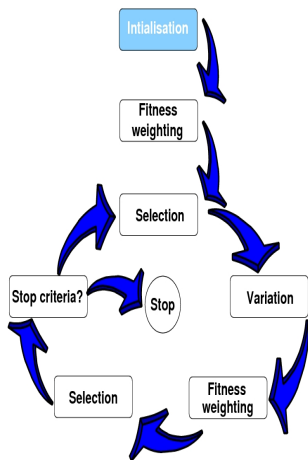 Intialisation
Fitness
weighting
Selection
Variation
Fitness
weighting
Selection
Stop criteria?
Stop